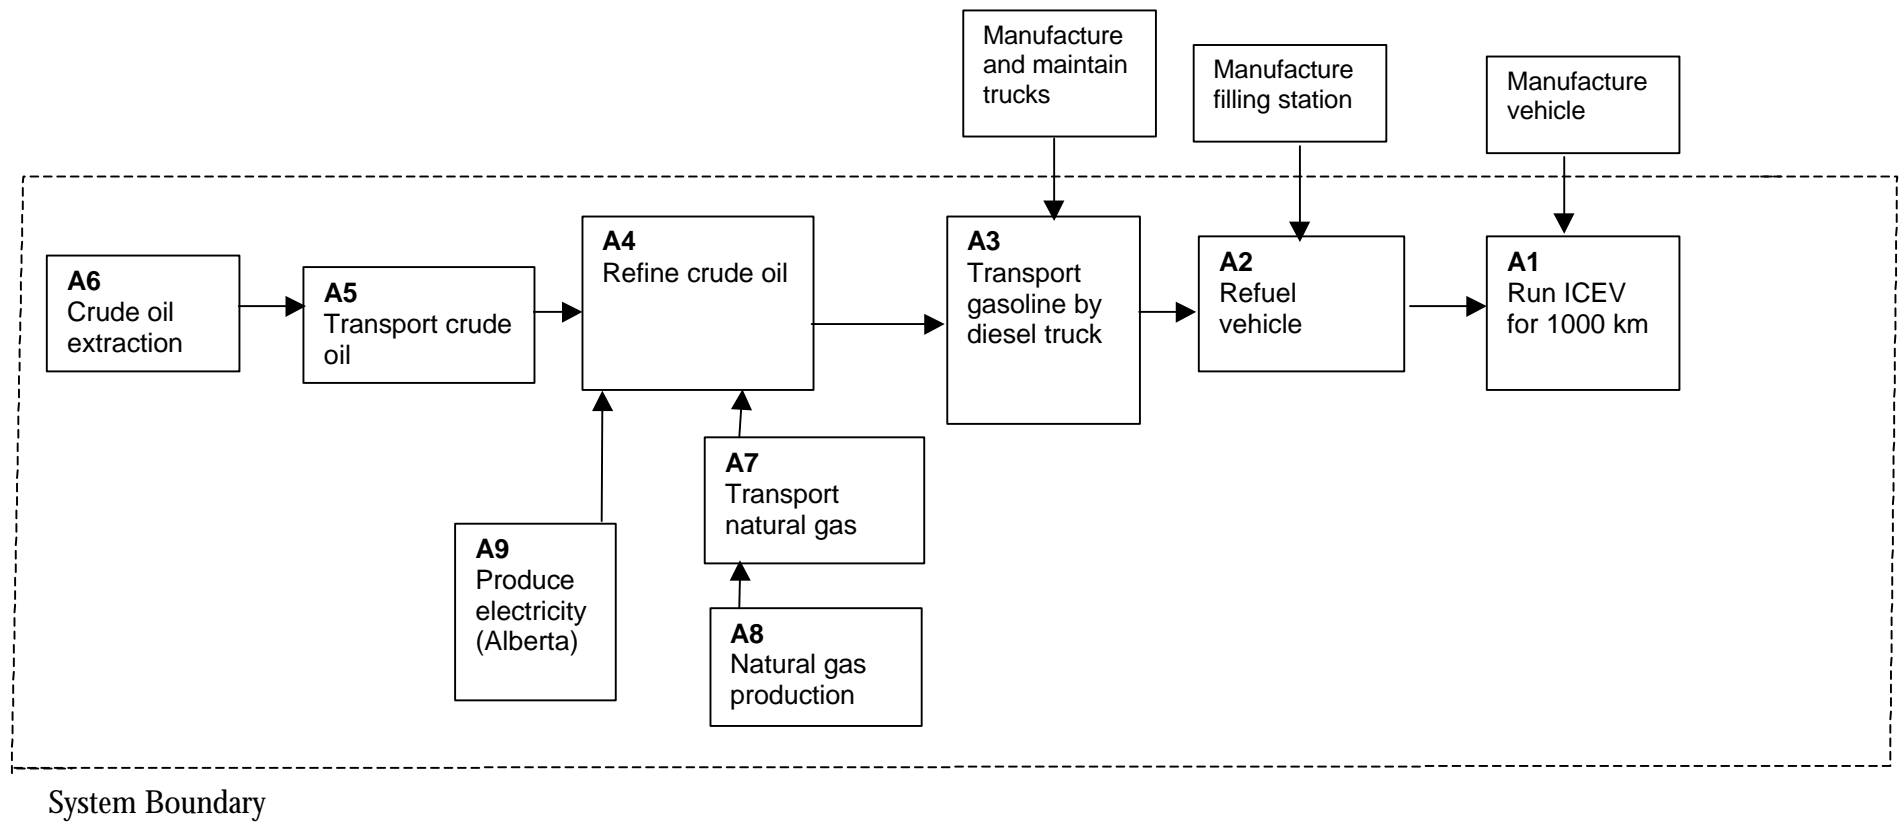 Manufacture
and maintain
trucks
Manufacture
filling station
Manufacture
vehicle
A6
Crude oil
extraction
A5
Transport crude
oil
A4
Refine crude oil
A3
Transport
gasoline by
diesel truck
A2
Refuel
vehicle
A1
Run ICEV
for 1000 km
A9
Produce
electricity
(Alberta)
A7
Transport
natural gas
A8
Natural gas
production
System Boundary